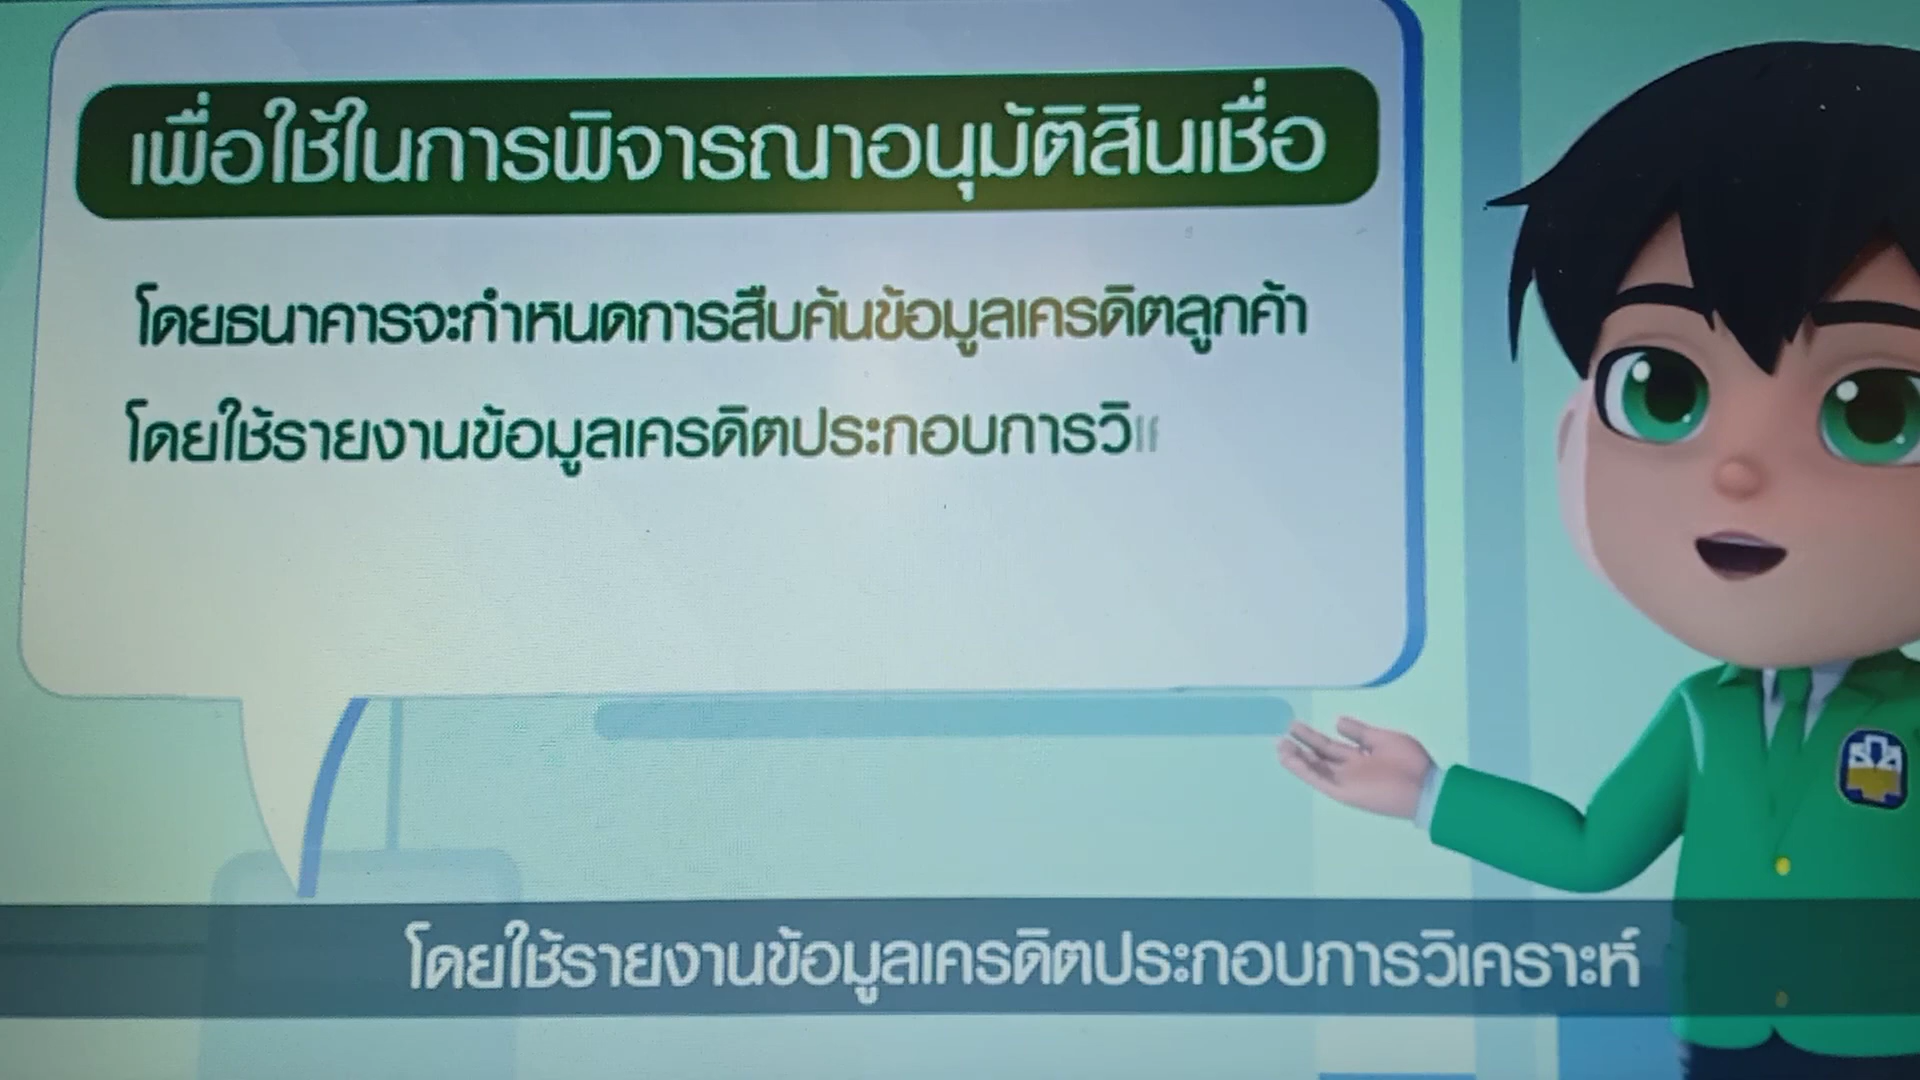 เพื่อใช้ในการพิจารณาอนุมัติสินเชื่อ
โดยธนาคารจะกำหนดการสืบค้นข้อมูลเครดิตลูกค้า
โดยใช้รายงานข้อมูลเครดิตประกอบการวิเ
โดยใช้รายงานข้อมูลเครดิตประกอบการวิเคราะห์